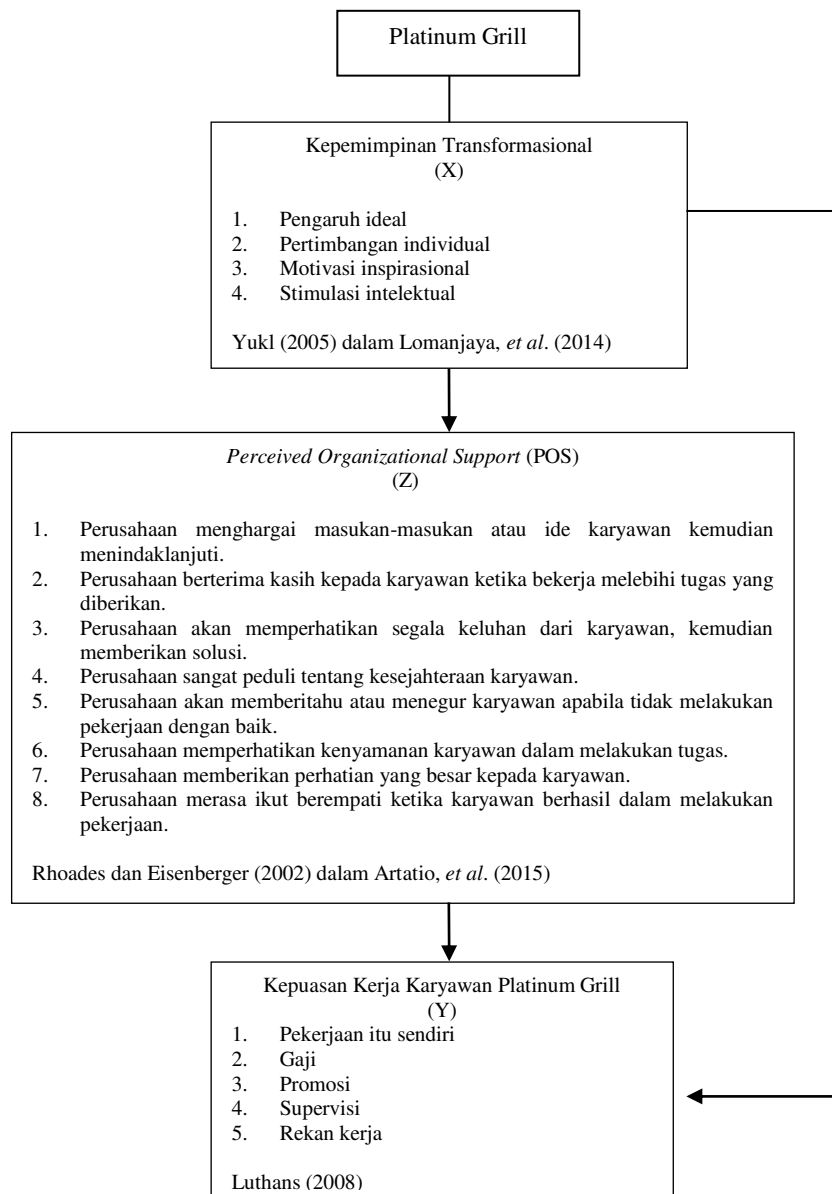 Platinum Grill
Kepemimpinan Transformasional
(X)
1. Pengaruh ideal
2. Pertimbangan individual
3. Motivasi inspirasional
4. Stimulasi intelektual
Yukl (2005) dalam Lomanjaya, et al. (2014)
Perceived Organizational Support (POS)
(Z)
1. Perusahaan menghargai masukan-masukan atau ide karyawan kemudian
menindaklanjuti.
2. Perusahaan berterima kasih kepada karyawan ketika bekerja melebihi tugas yang
diberikan.
3. Perusahaan akan memperhatikan segala keluhan dari karyawan, kemudian
memberikan solusi.
4. Perusahaan sangat peduli tentang kesejahteraan karyawan.
5. Perusahaan akan memberitahu atau menegur karyawan apabila tidak melakukan
pekerjaan dengan baik.
6. Perusahaan memperhatikan kenyamanan karyawan dalam melakukan tugas.
7. Perusahaan memberikan perhatian yang besar kepada karyawan.
8. Perusahaan merasa ikut berempati ketika karyawan berhasil dalam melakukan
pekerjaan.
Rhoades dan Eisenberger (2002) dalam Artatio, et al. (2015)
Kepuasan Kerja Karyawan Platinum Grill
(Y)
1. Pekerjaan itu sendiri
2. Gaji
3. Promosi
4. Supervisi
5. Rekan kerja
Luthans (2008)